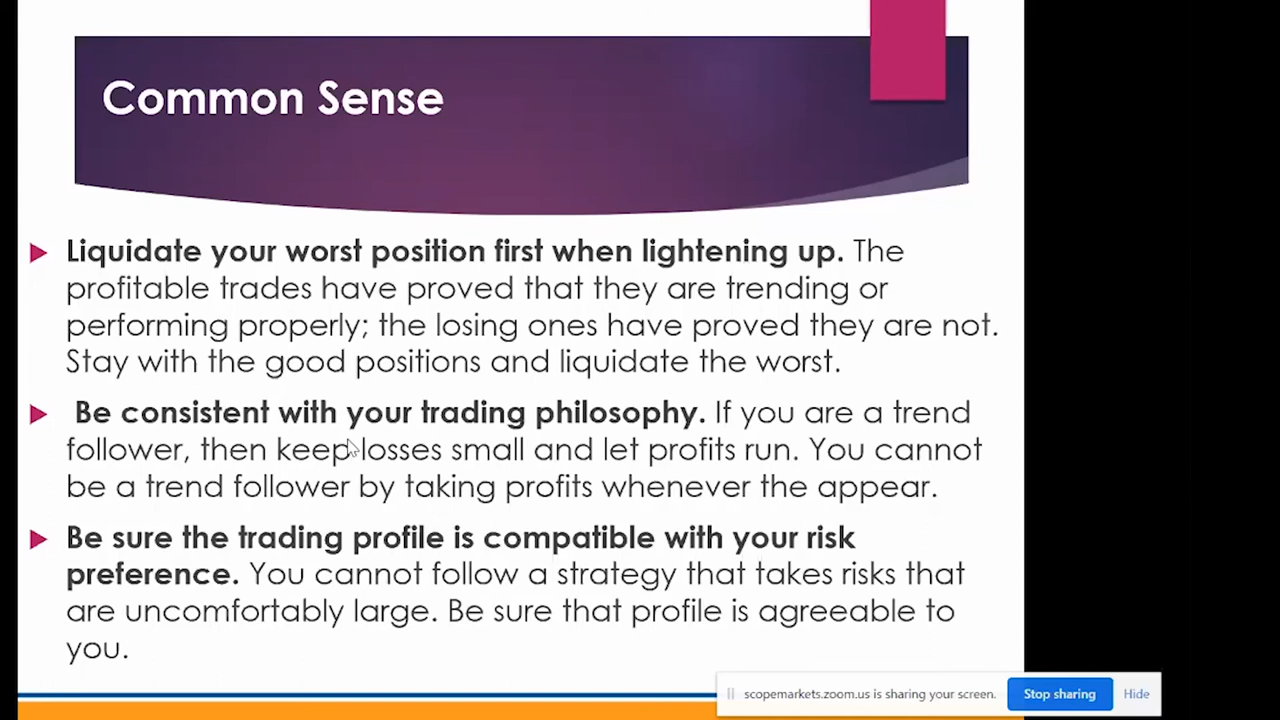 Common Sense
Liquidate your worst position first when lightening up. The
profitable trades have proved that they are trending or
performing properly; the losing ones have proved they are not.
Stay with the good positions and liquidate the worst.
Be consistent with your trading philosophy. If you are a trend
follower, then keep losses small and let profits run. You cannot
be a trend follower by taking profits whenever the appear.
Be sure the trading profile is compatible with your risk
preference. You cannot follow a strategy that takes risks that
are uncomfortably large. Be sure that profile is agreeable to
you.
scopemarkets.zoom.us is sharing your screen. Stop sharing Hide